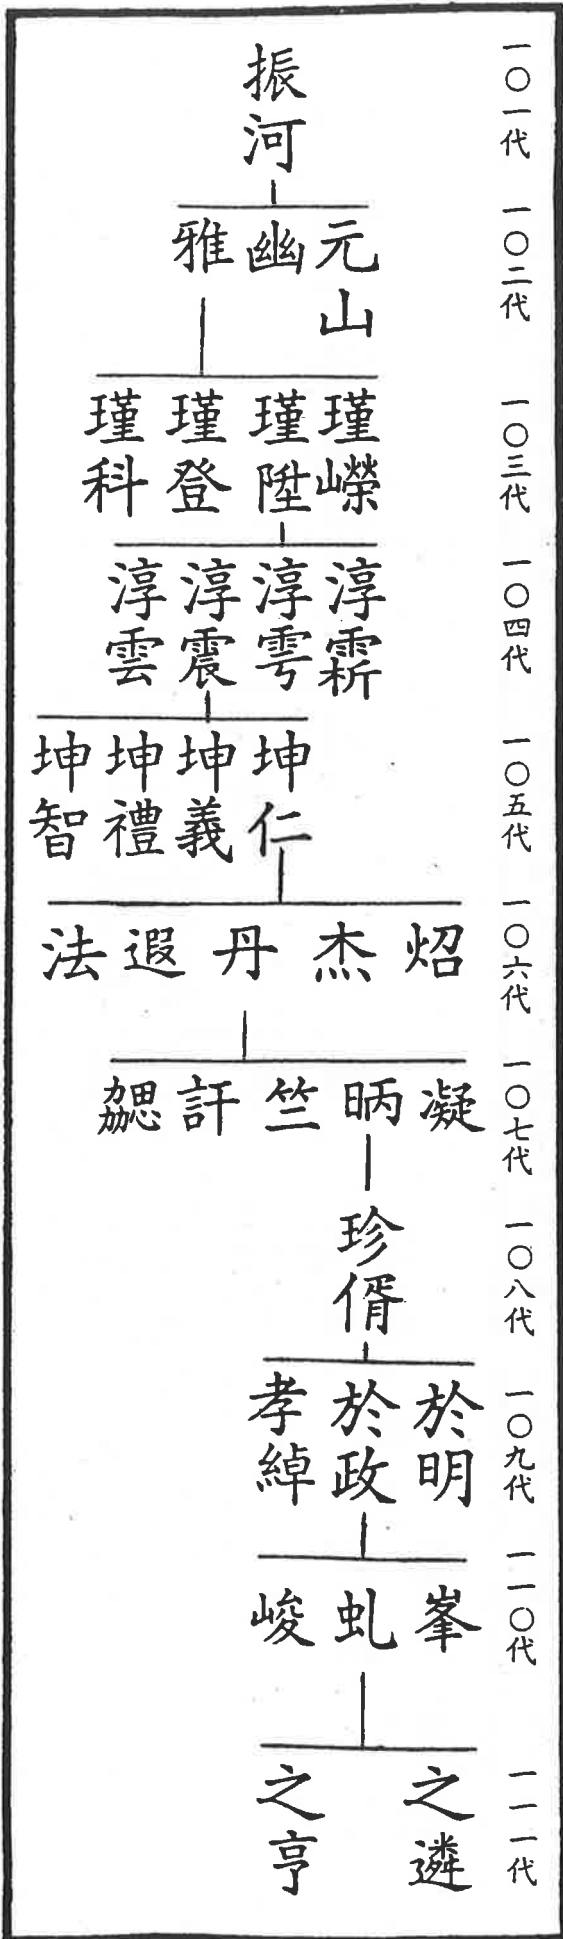 一〇一代
振河
一〇二代
元山
幽
雅
一〇三代
瑾嶸
瑾陞
瑾登
瑾科
一〇四代
淳霦
淳雩
淳震
淳雲
一〇五代
坤仁
坤義
坤禮
坤智
一〇六代
炤
杰
丹
遐
法
一〇七代
凝
昞
竺
訐
勰
一〇八代
珍偦
一〇九代
於明
於政
孝綽
一一〇代
峯
虬
峻
一一一代
之遴
之亨